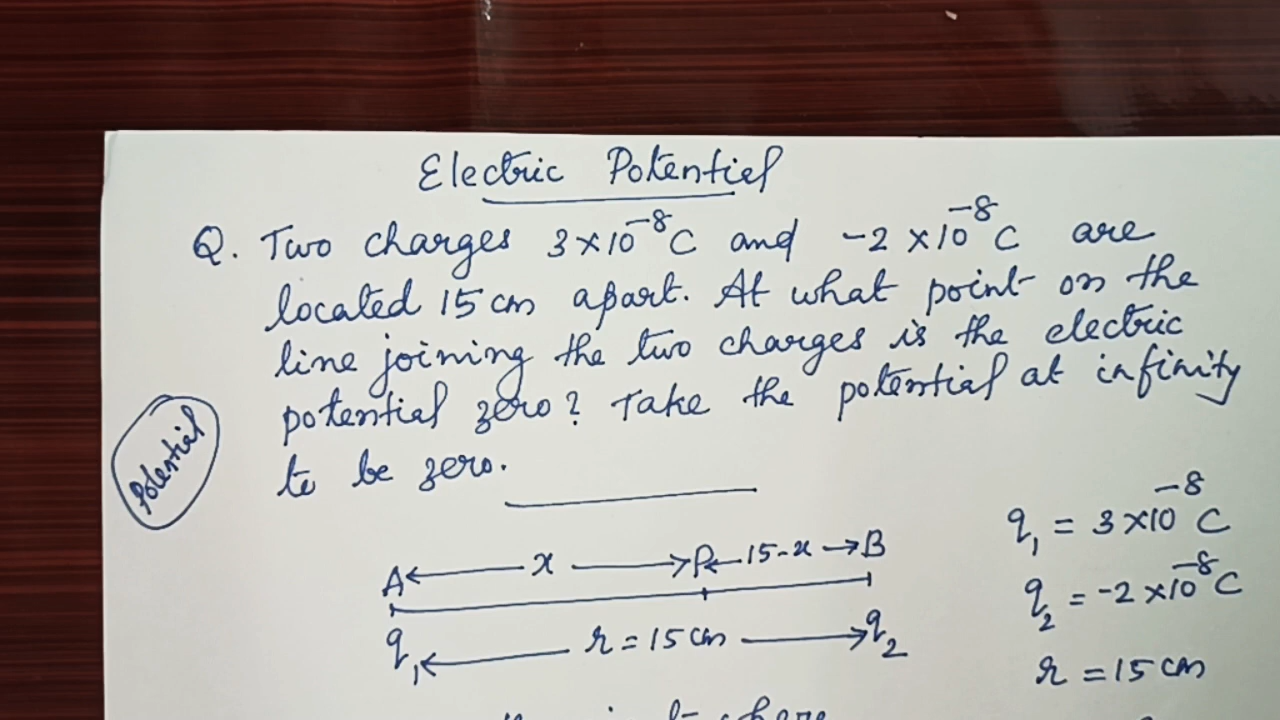 Electric Potential
Q. Two charges 3×10⁻⁸C and -2×10⁻⁸C are
located 15 cm apart. At what point on the
line joining the two charges is the electric
potential zero? Take the potential at infinity
to be zero.
Potential
A x P 15-x B
q₁ r = 15 cm q₂
q₁ = 3×10⁻⁸C
q₂ = -2×10⁻⁸C
r = 15 cm